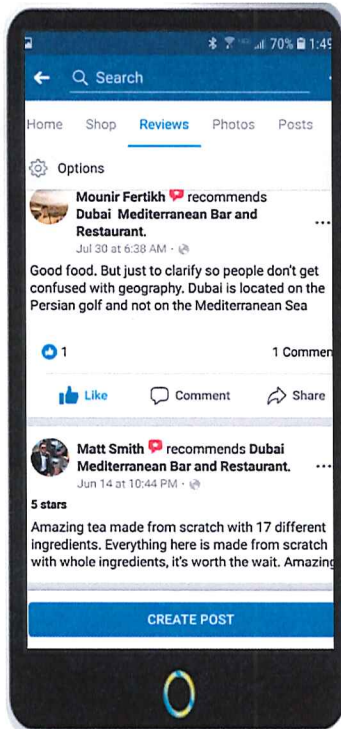 70% 1:49
Search
Home Shop Reviews Photos Posts
Options
Mounir Fertikh recommends
Dubai Mediterranean Bar and
Restaurant.
Jul 30 at 6:38 AM ·
Good food. But just to clarify so people don't get
confused with geography. Dubai is located on the
Persian golf and not on the Mediterranean Sea
1 1 Commen
Like Comment Share
Matt Smith recommends Dubai
Mediterranean Bar and Restaurant.
Jun 14 at 10:44 PM ·
5 stars
Amazing tea made from scratch with 17 different
ingredients. Everything here is made from scratch
with whole ingredients, it's worth the wait. Amazing
CREATE POST